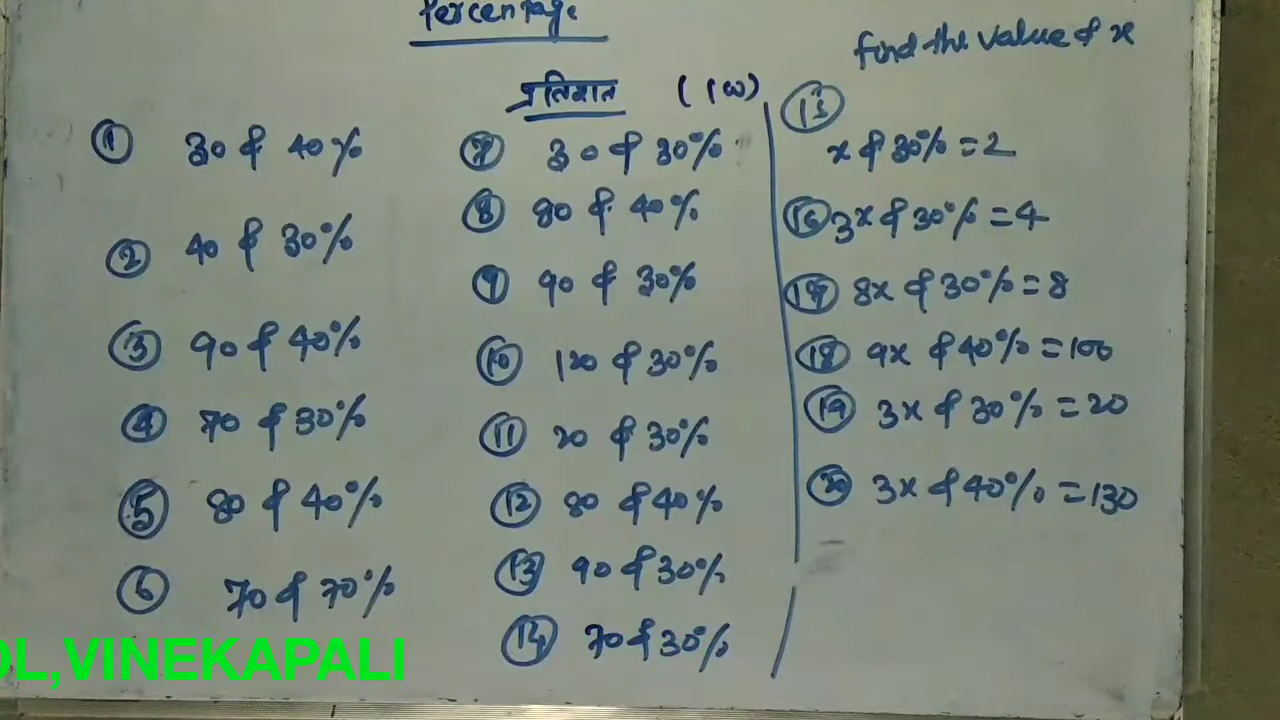 Percentage
प्रतिशत (100)
① 30 of 40%
② 40 of 30%
③ 90 of 40%
④ 70 of 30%
⑤ 80 of 40%
⑥ 70 of 70%
⑦ 30 of 30%
⑧ 80 of 40%
⑨ 90 of 30%
⑩ 120 of 30%
⑪ 20 of 30%
⑫ 80 of 40%
⑬ 90 of 30%
⑭ 70 of 30%
find the value of x
⑮
x of 30% = 2
⑯ 3x of 30% = 4
⑰ 8x of 30% = 8
⑱ 9x of 40% = 100
⑲ 3x of 30% = 20
⑳ 3x of 40% = 130
OL,VINEKAPALI